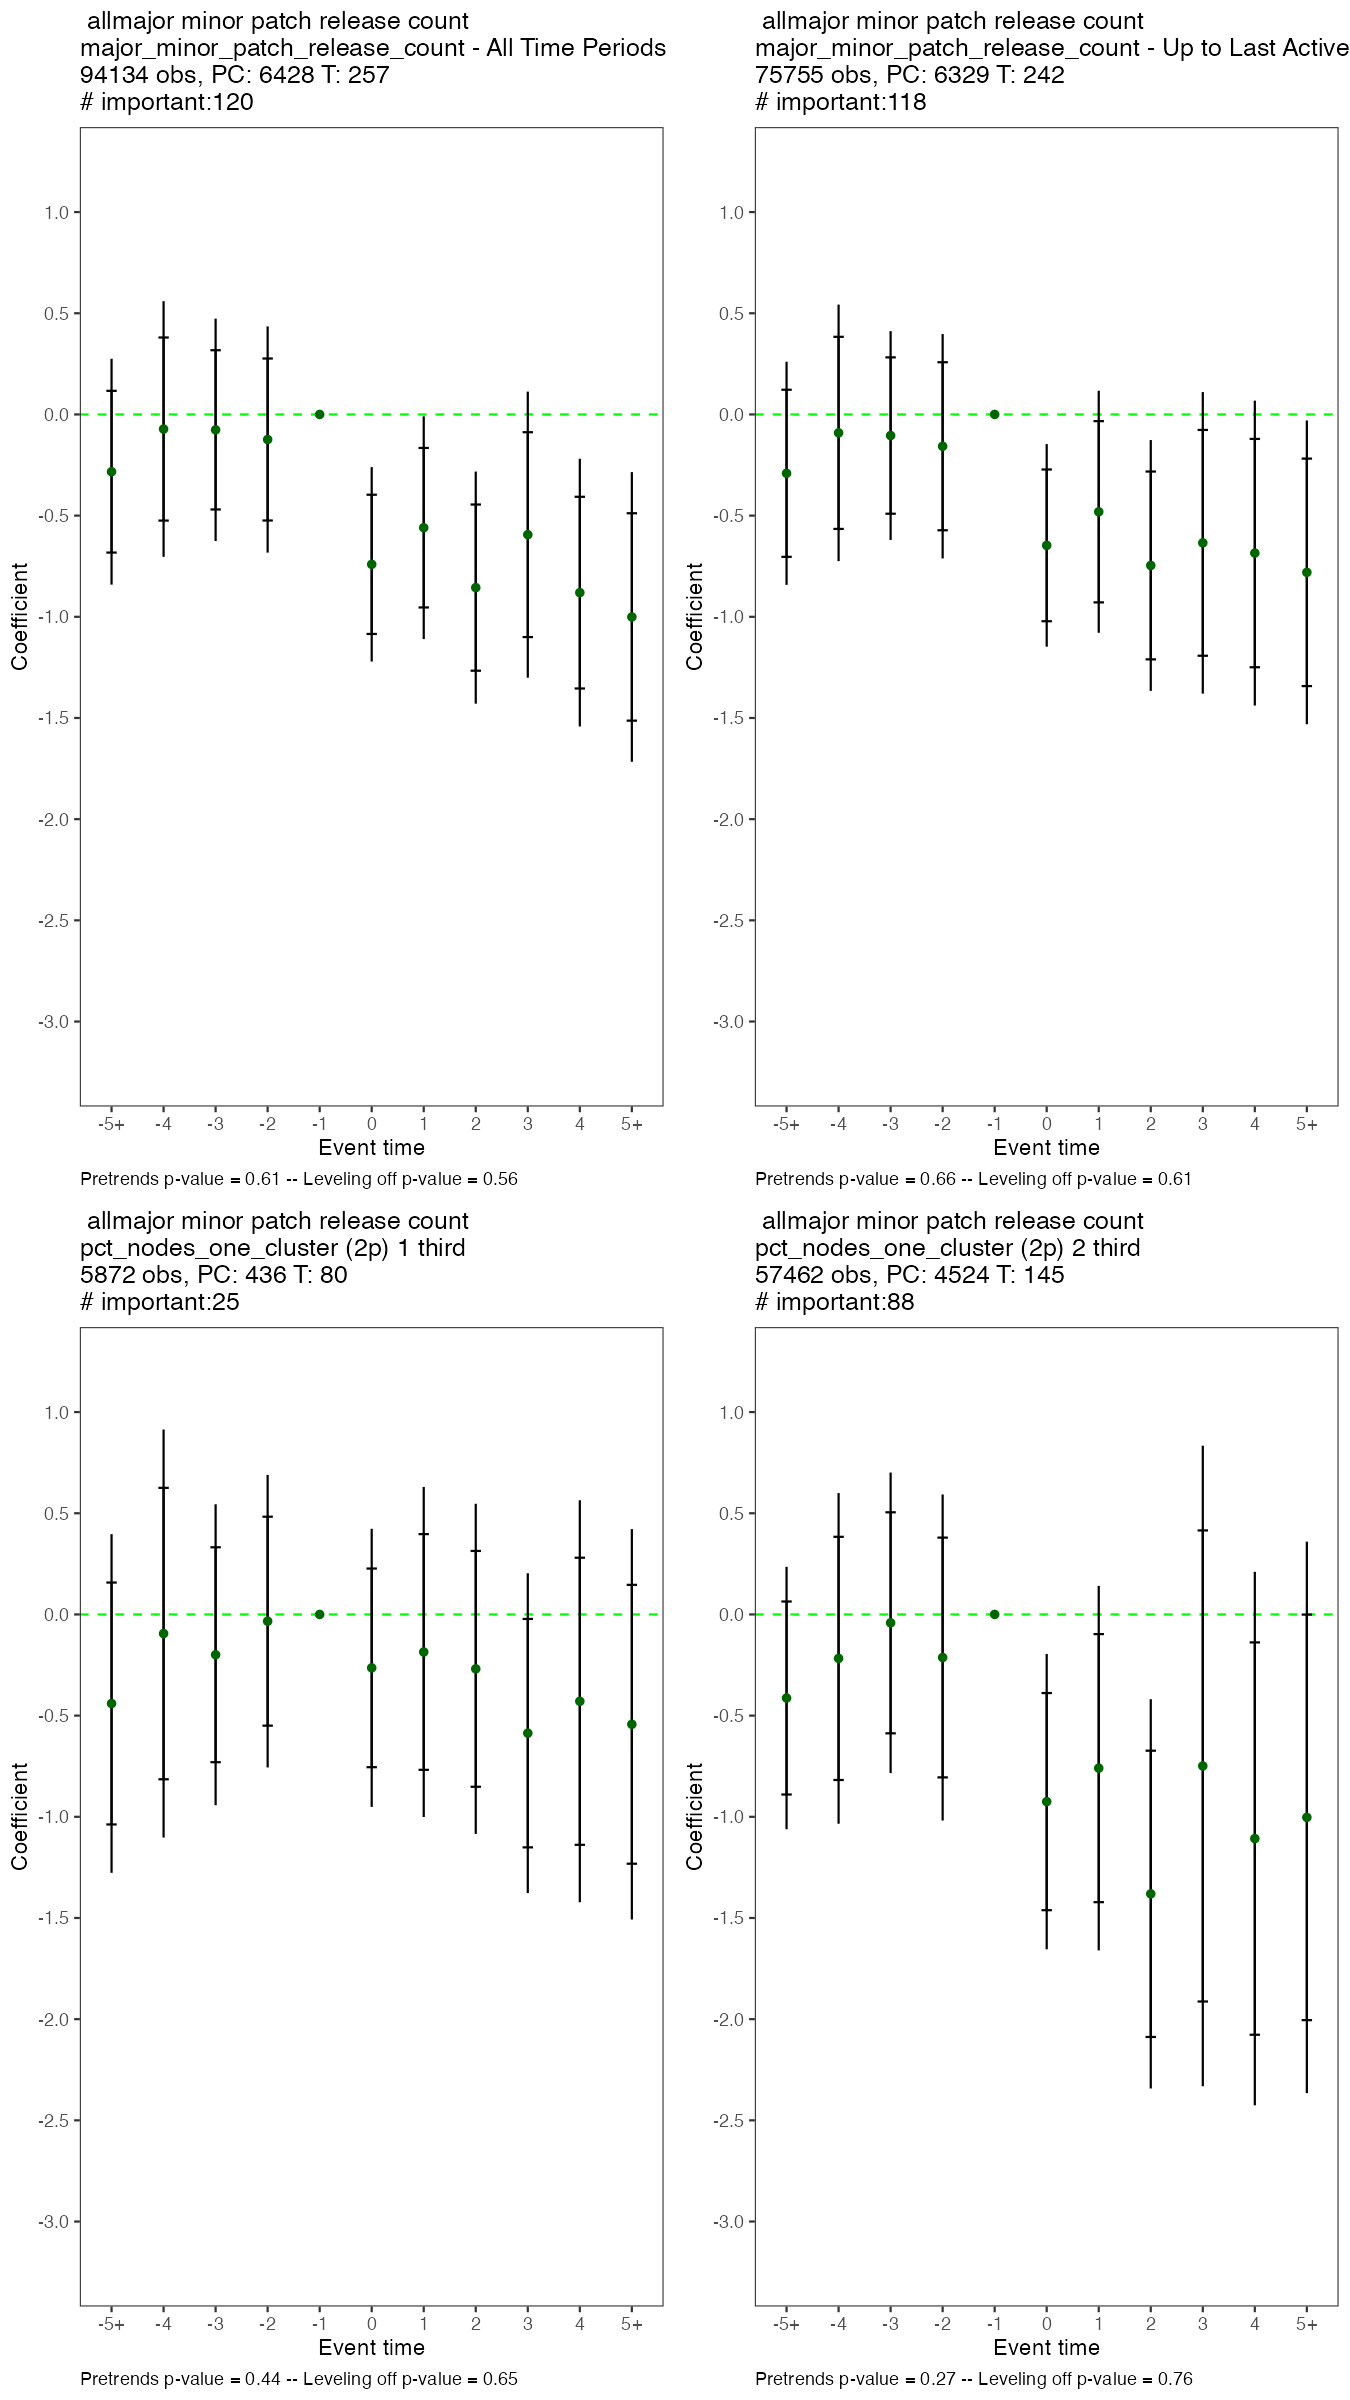 allmajor minor patch release count
major_minor_patch_release_count - All Time Periods
94134 obs, PC: 6428 T: 257
# important:120
1.0
0.5
0.0
-0.5
-1.0
-1.5
-2.0
-2.5
-3.0
Coefficient
-5+ -4 -3 -2 -1 0 1 2 3 4 5+
Event time
Pretrends p-value = 0.61 -- Leveling off p-value = 0.56
allmajor minor patch release count
major_minor_patch_release_count - Up to Last Active
75755 obs, PC: 6329 T: 242
# important:118
1.0
0.5
0.0
-0.5
-1.0
-1.5
-2.0
-2.5
-3.0
Coefficient
-5+ -4 -3 -2 -1 0 1 2 3 4 5+
Event time
Pretrends p-value = 0.66 -- Leveling off p-value = 0.61
allmajor minor patch release count
pct_nodes_one_cluster (2p) 1 third
5872 obs, PC: 436 T: 80
# important:25
1.0
0.5
0.0
-0.5
-1.0
-1.5
-2.0
-2.5
-3.0
Coefficient
-5+ -4 -3 -2 -1 0 1 2 3 4 5+
Event time
Pretrends p-value = 0.44 -- Leveling off p-value = 0.65
allmajor minor patch release count
pct_nodes_one_cluster (2p) 2 third
57462 obs, PC: 4524 T: 145
# important:88
1.0
0.5
0.0
-0.5
-1.0
-1.5
-2.0
-2.5
-3.0
Coefficient
-5+ -4 -3 -2 -1 0 1 2 3 4 5+
Event time
Pretrends p-value = 0.27 -- Leveling off p-value = 0.76